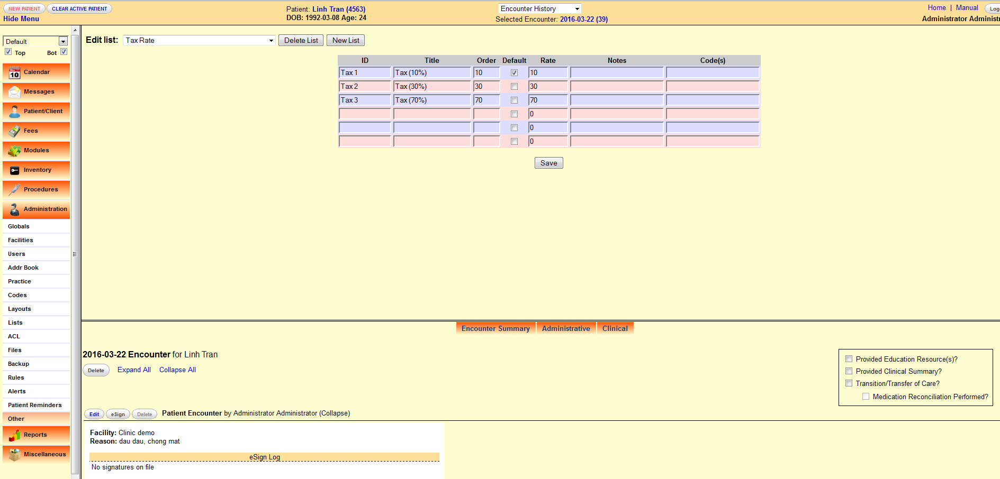 NEW PATIENT CLEAR ACTIVE PATIENT
Hide Menu
Patient: Linh Tran (4563)
DOB: 1992-03-08 Age: 24
Encounter History
Selected Encounter: 2016-03-22 (39)
Home | Manual
Default
Top Bot
Calendar
Messages
Patient/Client
Fees
Modules
Inventory
Procedures
Administration
Globals
Facilities
Users
Addr Book
Practice
Codes
Layouts
Lists
ACL
Files
Backup
Rules
Alerts
Patient Reminders
Other
Reports
Miscellaneous
Edit list: Tax Rate Delete List New List
ID Title Order Default Rate Notes Code(s)
Tax 1 Tax (10%) 10 10
Tax 2 Tax (30%) 30 30
Tax 3 Tax (70%) 70 70
0
0
0
Save
Encounter Summary Administrative Clinical
2016-03-22 Encounter for Linh Tran
Delete Expand All Collapse All
Provided Education Resource(s)?
Provided Clinical Summary?
Transition/Transfer of Care?
Medication Reconciliation Performed?
Edit eSign Delete Patient Encounter by Administrator Administrator (Collapse)
Facility: Clinic demo
Reason: dau dau, chong mat
eSign Log
No signatures on file